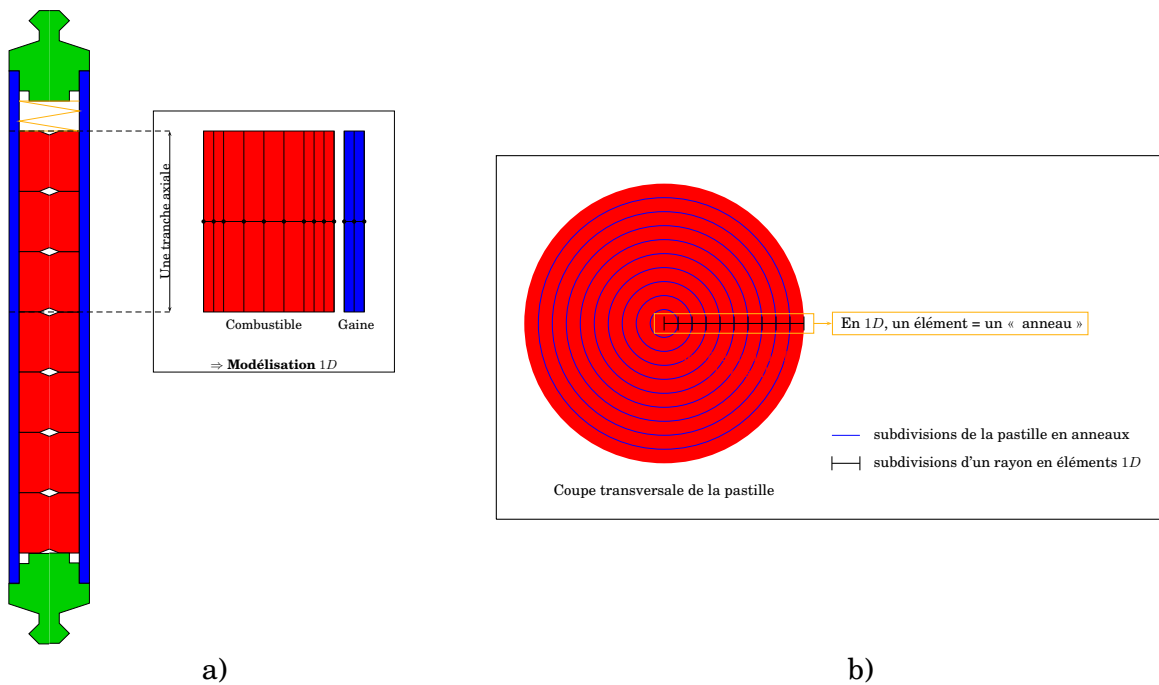 Une tranche axiale
Combustible
Gaine
⇒ Modélisation 1D
a)
En 1D, un élément = un « anneau »
subdivisions de la pastille en anneaux
subdivisions d'un rayon en éléments 1D
Coupe transversale de la pastille
b)